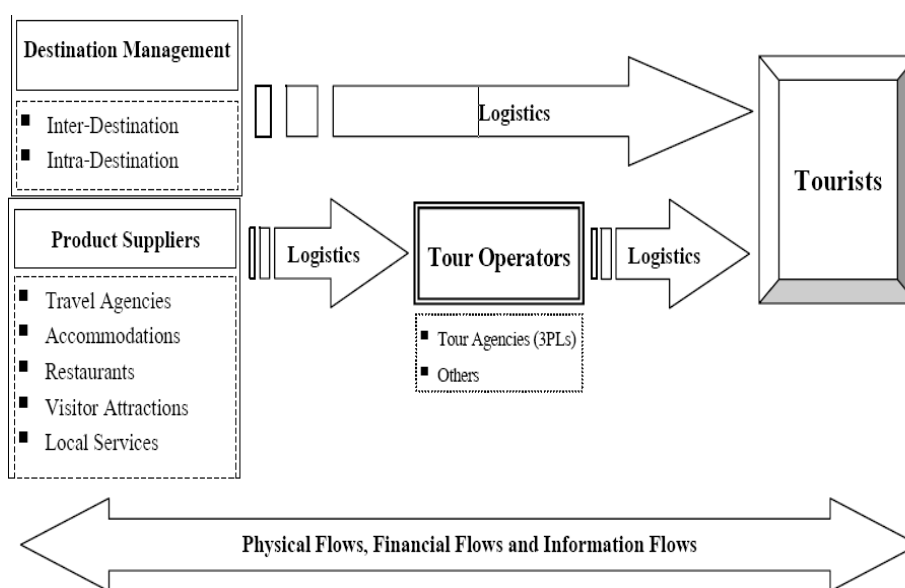 Destination Management
Inter-Destination
Intra-Destination
Logistics
Tourists
Product Suppliers
Travel Agencies
Accommodations
Restaurants
Visitor Attractions
Local Services
Logistics
Tour Operators
Tour Agencies (3PLs)
Others
Logistics
Physical Flows, Financial Flows and Information Flows